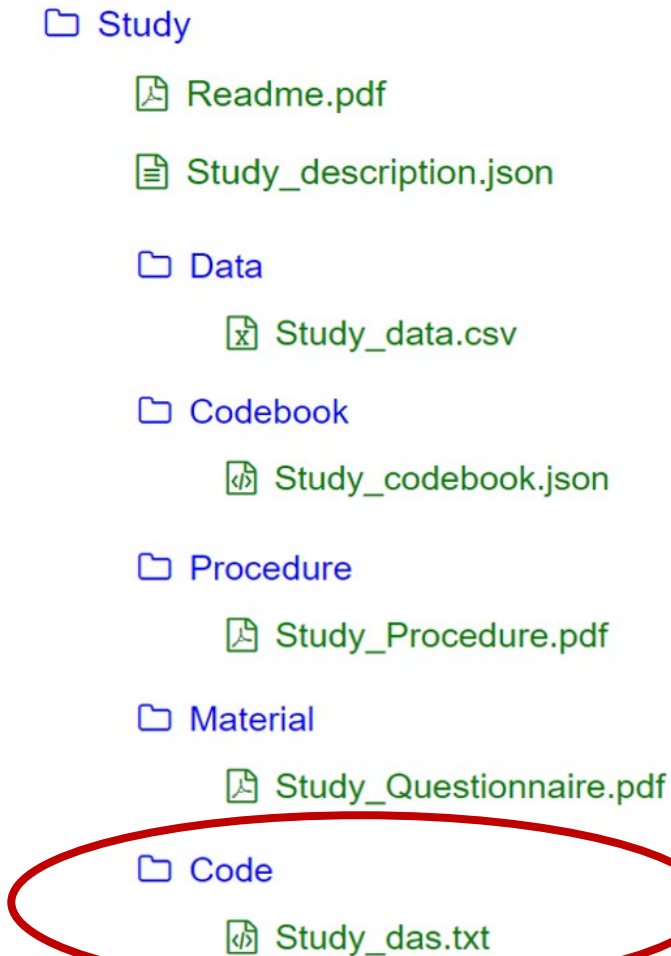 Study
Readme.pdf
Study_description.json
Data
Study_data.csv
Codebook
Study_codebook.json
Procedure
Study_Procedure.pdf
Material
Study_Questionnaire.pdf
Code
Study_das.txt